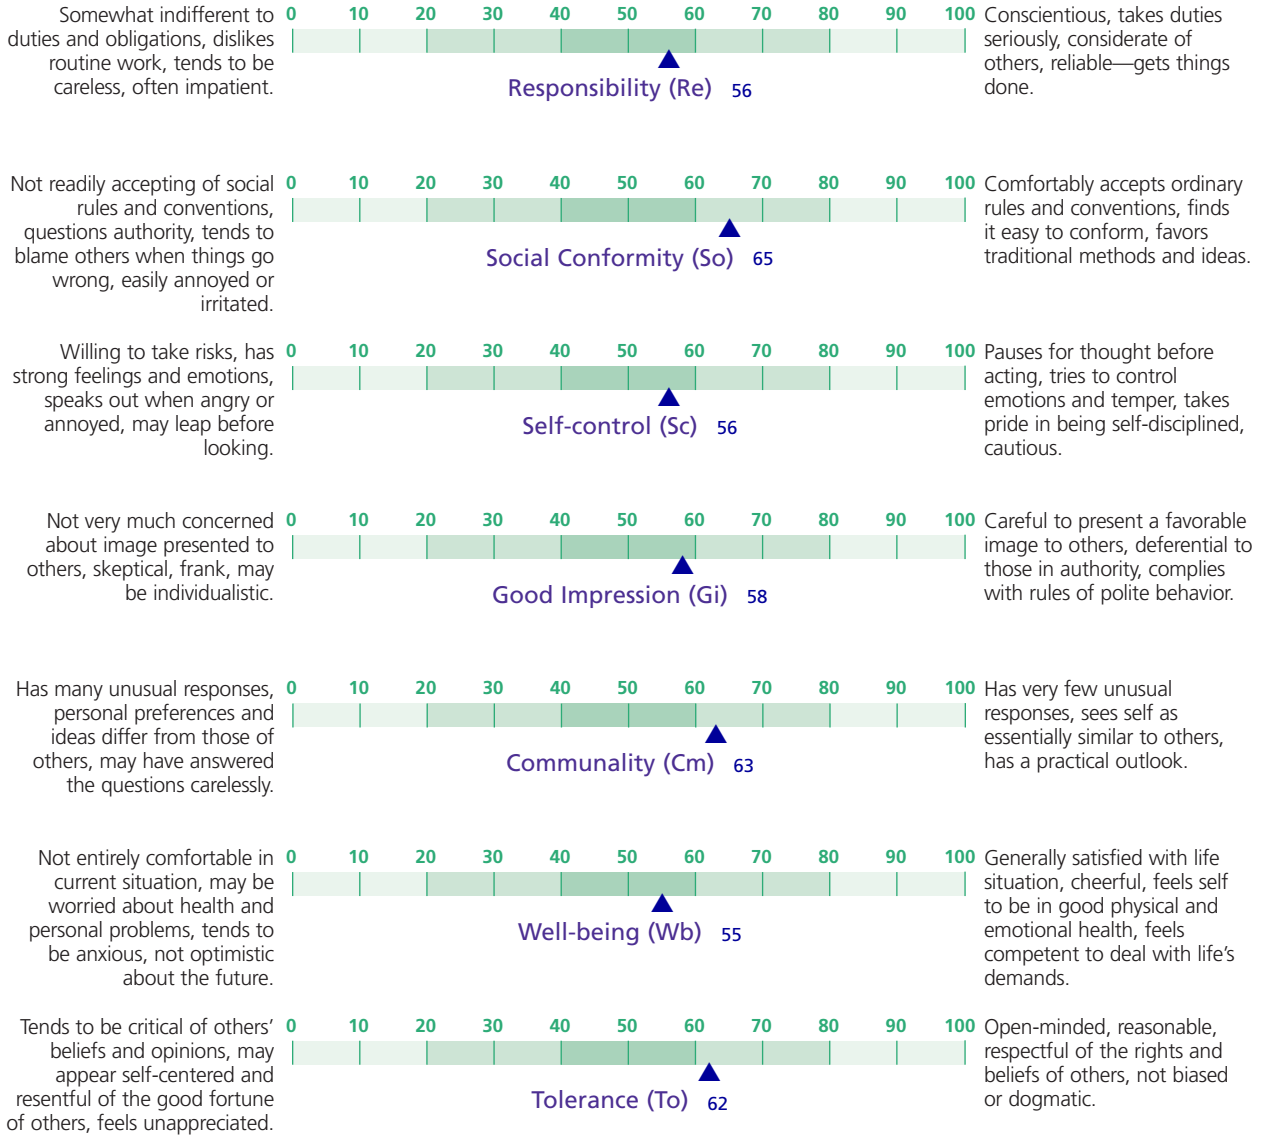 Somewhat indifferent to
duties and obligations, dislikes
routine work, tends to be
careless, often impatient.
0 10 20 30 40 50 60 70 80 90 100
Responsibility (Re) 56
Conscientious, takes duties
seriously, considerate of
others, reliable—gets things
done.
Not readily accepting of social
rules and conventions,
questions authority, tends to
blame others when things go
wrong, easily annoyed or
irritated.
0 10 20 30 40 50 60 70 80 90 100
Social Conformity (So) 65
Comfortably accepts ordinary
rules and conventions, finds
it easy to conform, favors
traditional methods and ideas.
Willing to take risks, has
strong feelings and emotions,
speaks out when angry or
annoyed, may leap before
looking.
0 10 20 30 40 50 60 70 80 90 100
Self-control (Sc) 56
Pauses for thought before
acting, tries to control
emotions and temper, takes
pride in being self-disciplined,
cautious.
Not very much concerned
about image presented to
others, skeptical, frank, may
be individualistic.
0 10 20 30 40 50 60 70 80 90 100
Good Impression (Gi) 58
Careful to present a favorable
image to others, deferential to
those in authority, complies
with rules of polite behavior.
Has many unusual responses,
personal preferences and
ideas differ from those of
others, may have answered
the questions carelessly.
0 10 20 30 40 50 60 70 80 90 100
Communality (Cm) 63
Has very few unusual
responses, sees self as
essentially similar to others,
has a practical outlook.
Not entirely comfortable in
current situation, may be
worried about health and
personal problems, tends to
be anxious, not optimistic
about the future.
0 10 20 30 40 50 60 70 80 90 100
Well-being (Wb) 55
Generally satisfied with life
situation, cheerful, feels self
to be in good physical and
emotional health, feels
competent to deal with life’s
demands.
Tends to be critical of others’
beliefs and opinions, may
appear self-centered and
resentful of the good fortune
of others, feels unappreciated.
0 10 20 30 40 50 60 70 80 90 100
Tolerance (To) 62
Open-minded, reasonable,
respectful of the rights and
beliefs of others, not biased
or dogmatic.